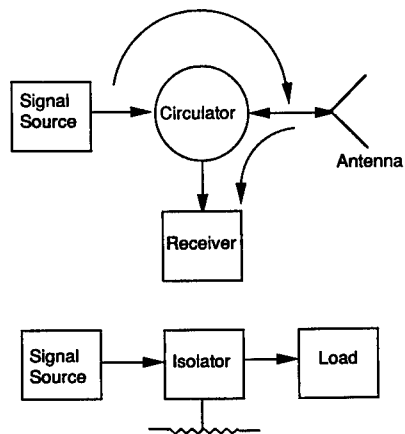 Signal
Source
Circulator
Antenna
Receiver
Signal
Source
Isolator
Load